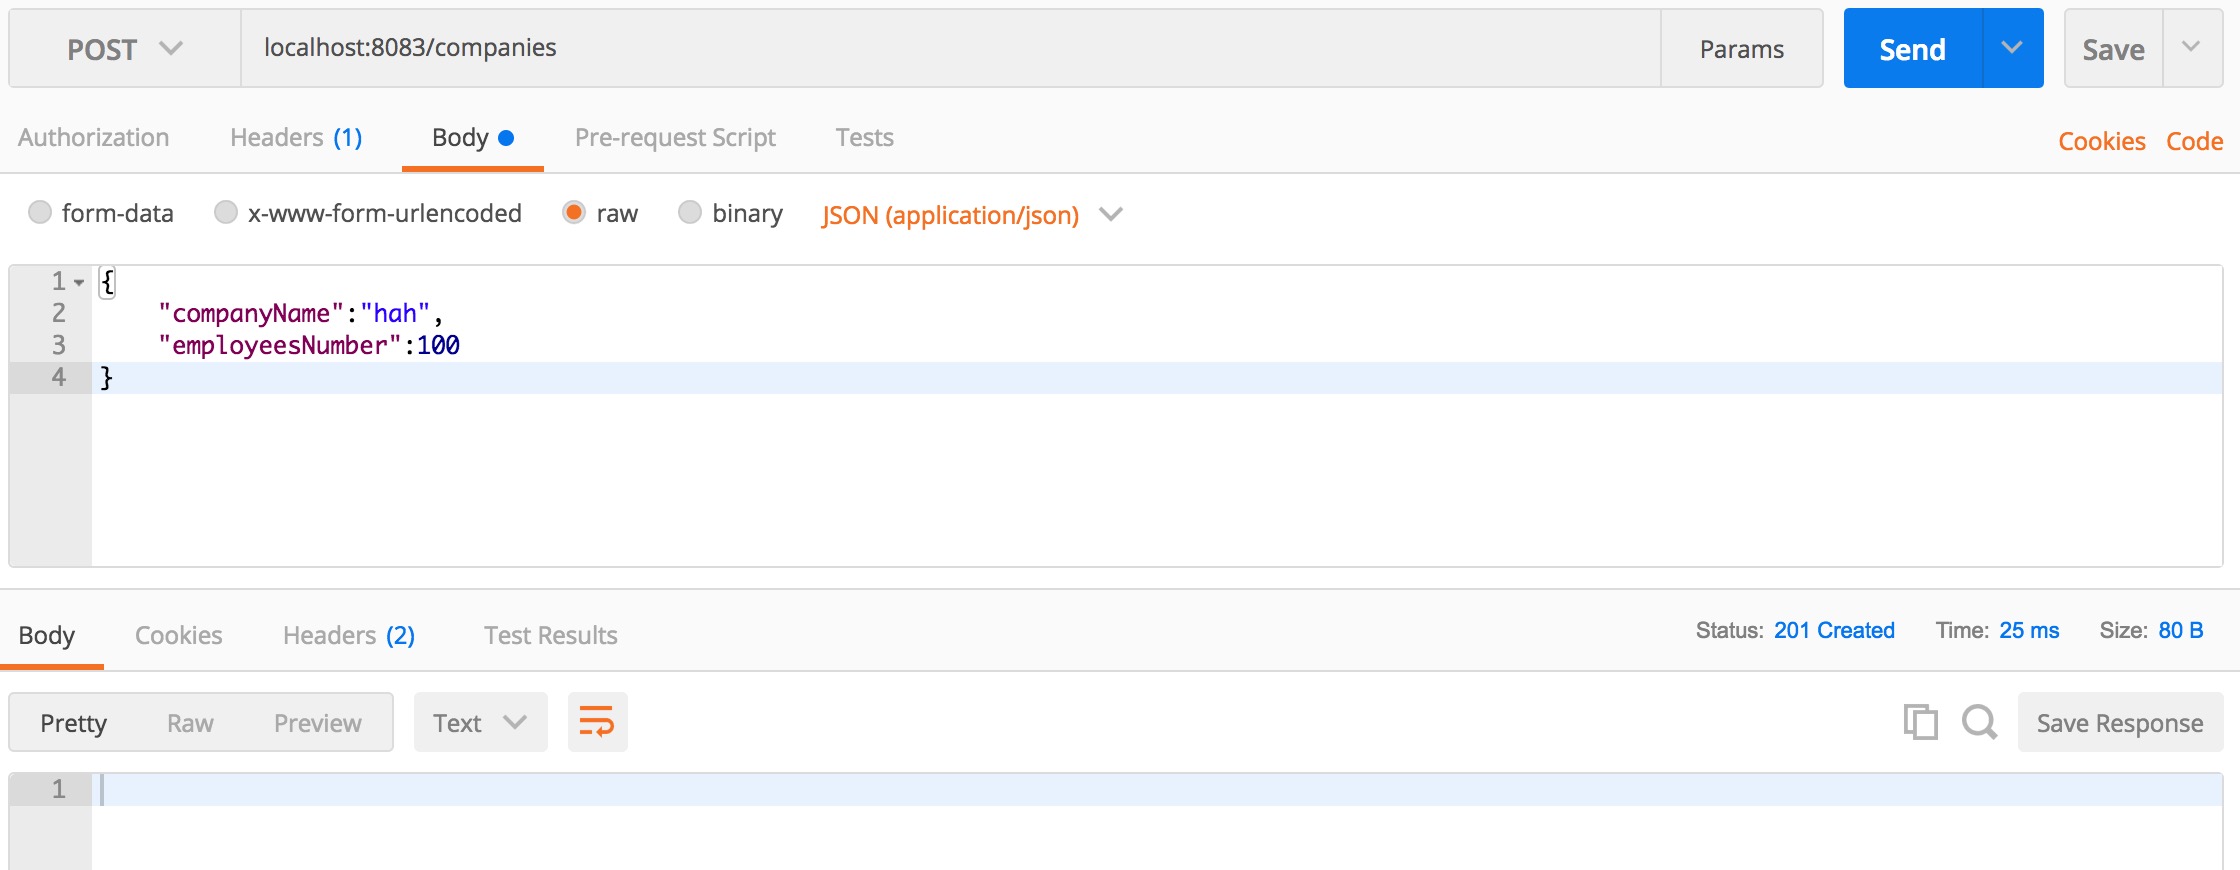 POST localhost:8083/companies Params Send Save
Authorization Headers (1) Body Pre-request Script Tests Cookies Code
form-data x-www-form-urlencoded raw binary JSON (application/json)
1 {
2 "companyName":"hah",
3 "employeesNumber":100
4 }
Body Cookies Headers (2) Test Results Status: 201 Created Time: 25 ms Size: 80 B
Pretty Raw Preview Text Save Response
1